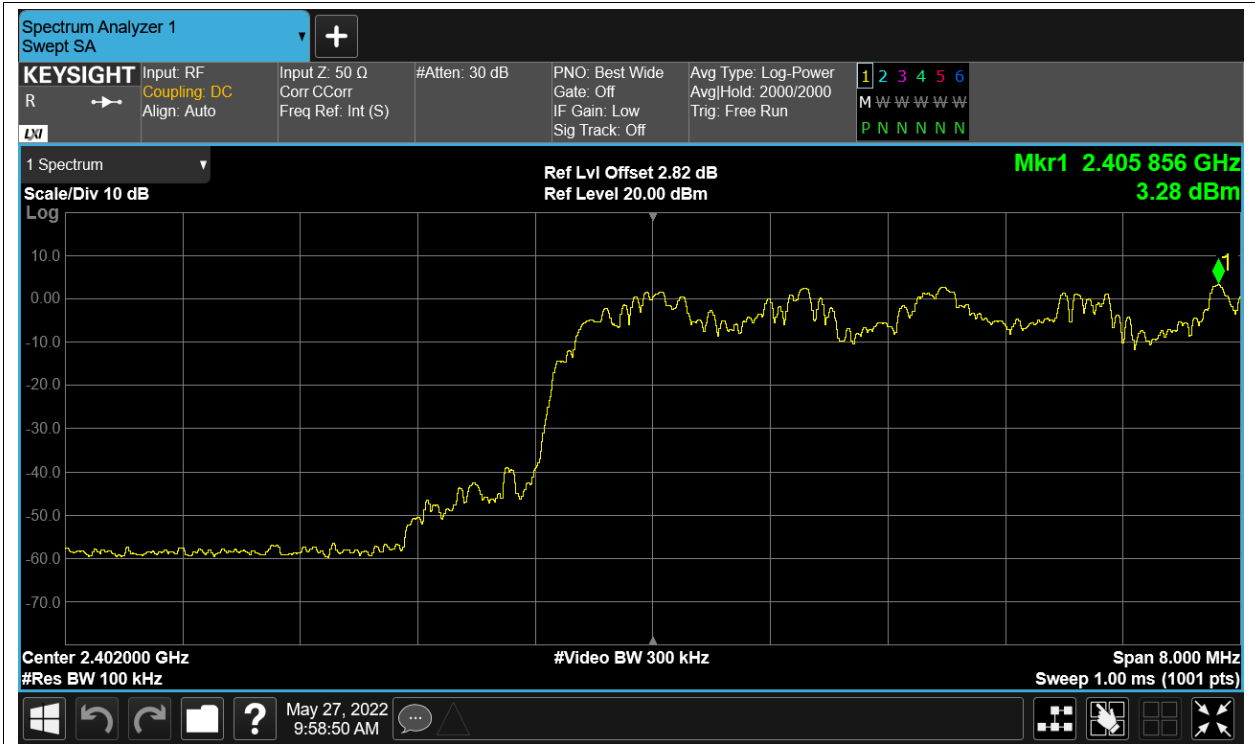 Spectrum Analyzer 1
Swept SA
KEYSIGHT
R
LXI
Input: RF
Coupling: DC
Align: Auto
Input Z: 50 Ω
Corr CCorr
Freq Ref: Int (S)
#Atten: 30 dB
PNO: Best Wide
Gate: Off
IF Gain: Low
Sig Track: Off
Avg Type: Log-Power
Avg|Hold: 2000/2000
Trig: Free Run
1 2 3 4 5 6
M W W W W W
P N N N N N
1 Spectrum
Scale/Div 10 dB
Log
Ref Lvl Offset 2.82 dB
Ref Level 20.00 dBm
Mkr1 2.405 856 GHz
3.28 dBm
1
10.0
0.00
-10.0
-20.0
-30.0
-40.0
-50.0
-60.0
-70.0
Center 2.402000 GHz
#Res BW 100 kHz
#Video BW 300 kHz
Span 8.000 MHz
Sweep 1.00 ms (1001 pts)
?
May 27, 2022
9:58:50 AM